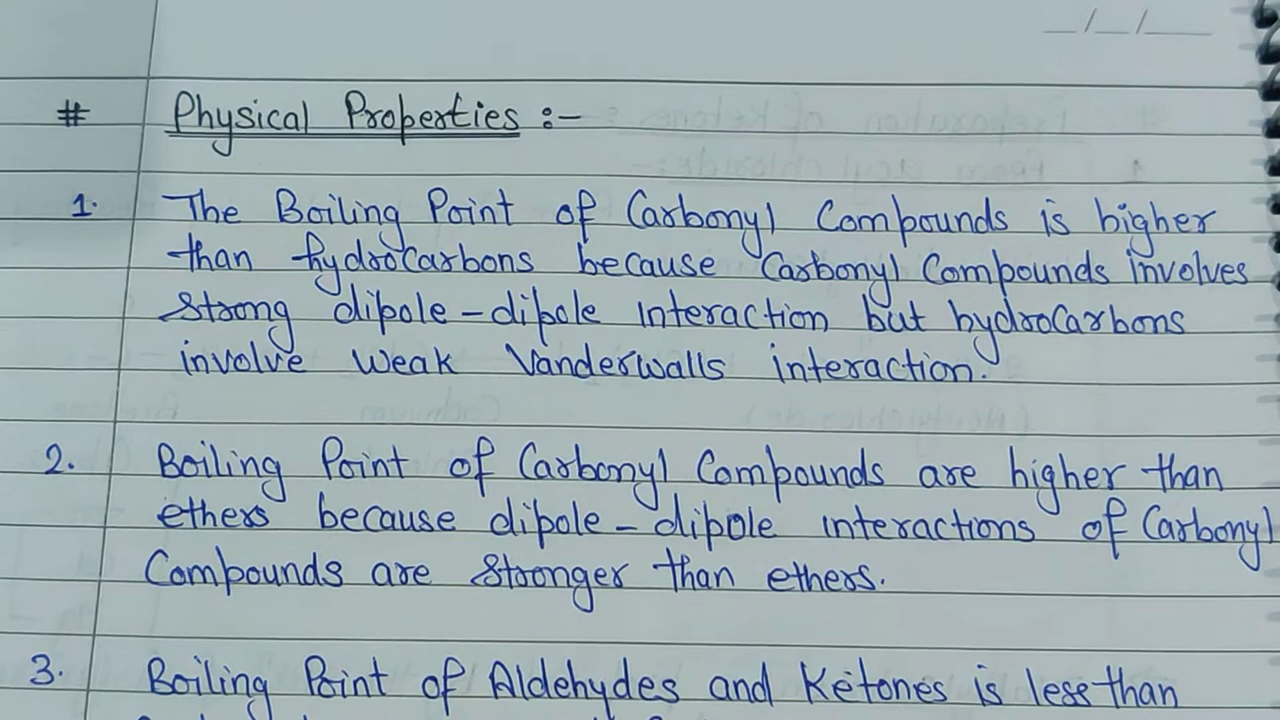 __/__/____
# Physical Properties :-
1. The Boiling Point of Carbonyl Compounds is higher
than hydrocarbons because Carbonyl Compounds involves
strong dipole-dipole interaction but hydrocarbons
involve weak Vanderwalls interaction.
2. Boiling Point of Carbonyl Compounds are higher than
ethers because dipole-dipole interactions of Carbonyl
Compounds are stronger than ethers.
3. Boiling Point of Aldehydes and Ketones is less than